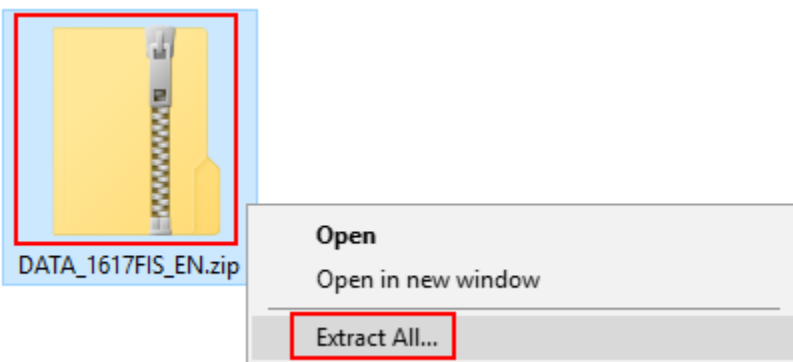 DATA_1617FIS_EN.zip
Open
Open in new window
Extract All...